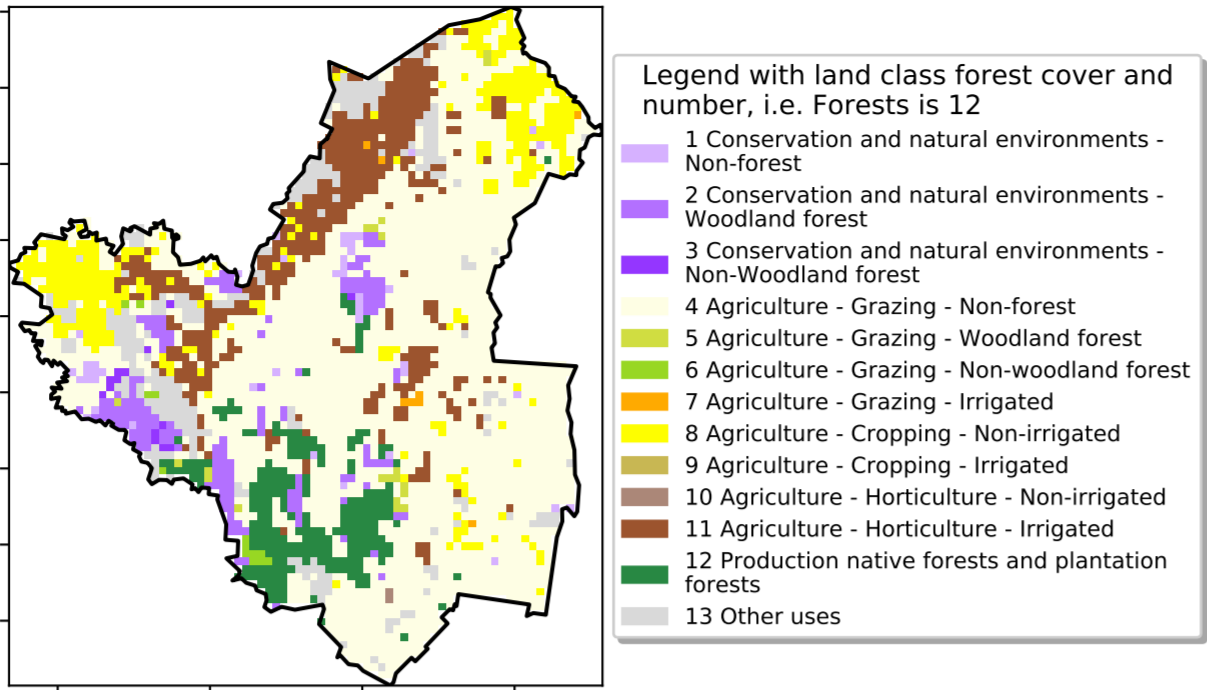 Legend with land class forest cover and
number, i.e. Forests is 12
1 Conservation and natural environments -
Non-forest
2 Conservation and natural environments -
Woodland forest
3 Conservation and natural environments -
Non-Woodland forest
4 Agriculture - Grazing - Non-forest
5 Agriculture - Grazing - Woodland forest
6 Agriculture - Grazing - Non-woodland forest
7 Agriculture - Grazing - Irrigated
8 Agriculture - Cropping - Non-irrigated
9 Agriculture - Cropping - Irrigated
10 Agriculture - Horticulture - Non-irrigated
11 Agriculture - Horticulture - Irrigated
12 Production native forests and plantation
forests
13 Other uses